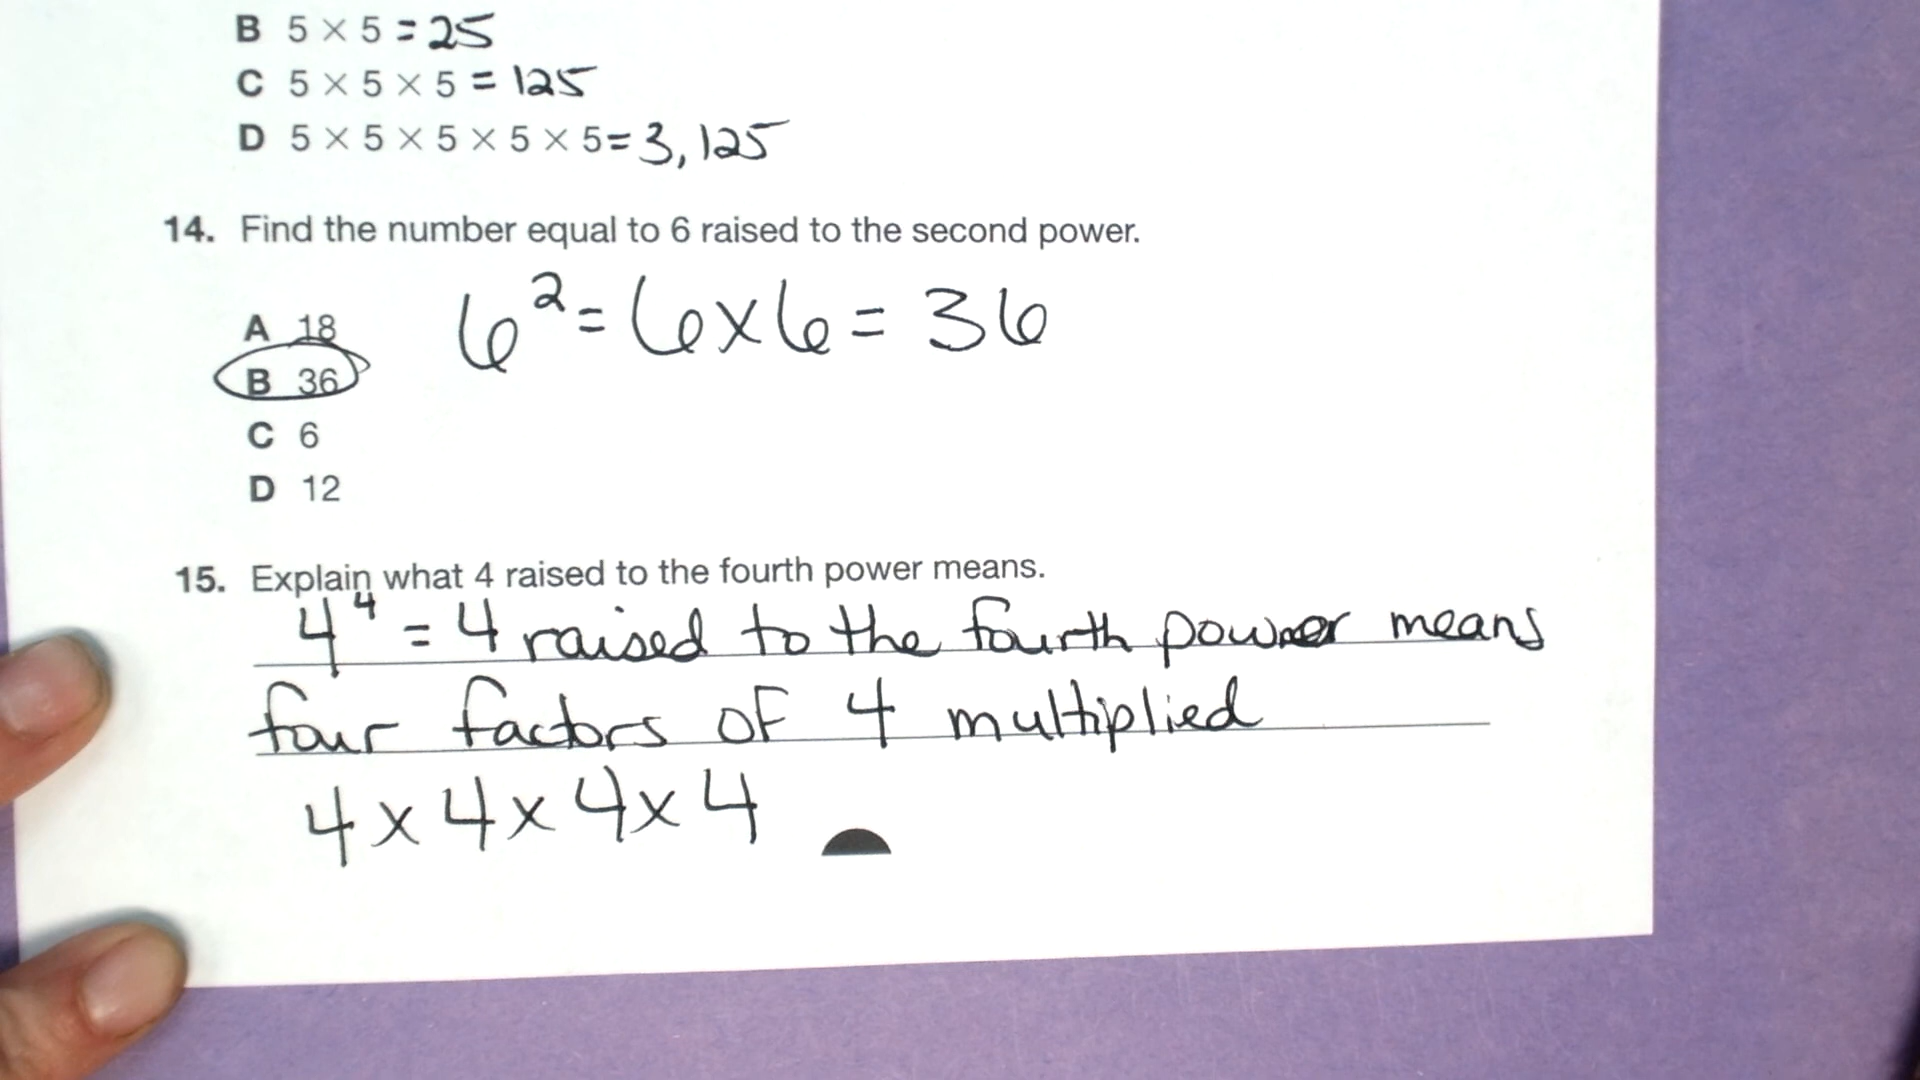 B 5 × 5 = 25
C 5 × 5 × 5 = 125
D 5 × 5 × 5 × 5 × 5 = 3,125
14. Find the number equal to 6 raised to the second power.
6² = 6 x 6 = 36
A 18
B 36
C 6
D 12
15. Explain what 4 raised to the fourth power means.
4⁴ = 4 raised to the fourth power means
four factors of 4 multiplied
4 x 4 x 4 x 4